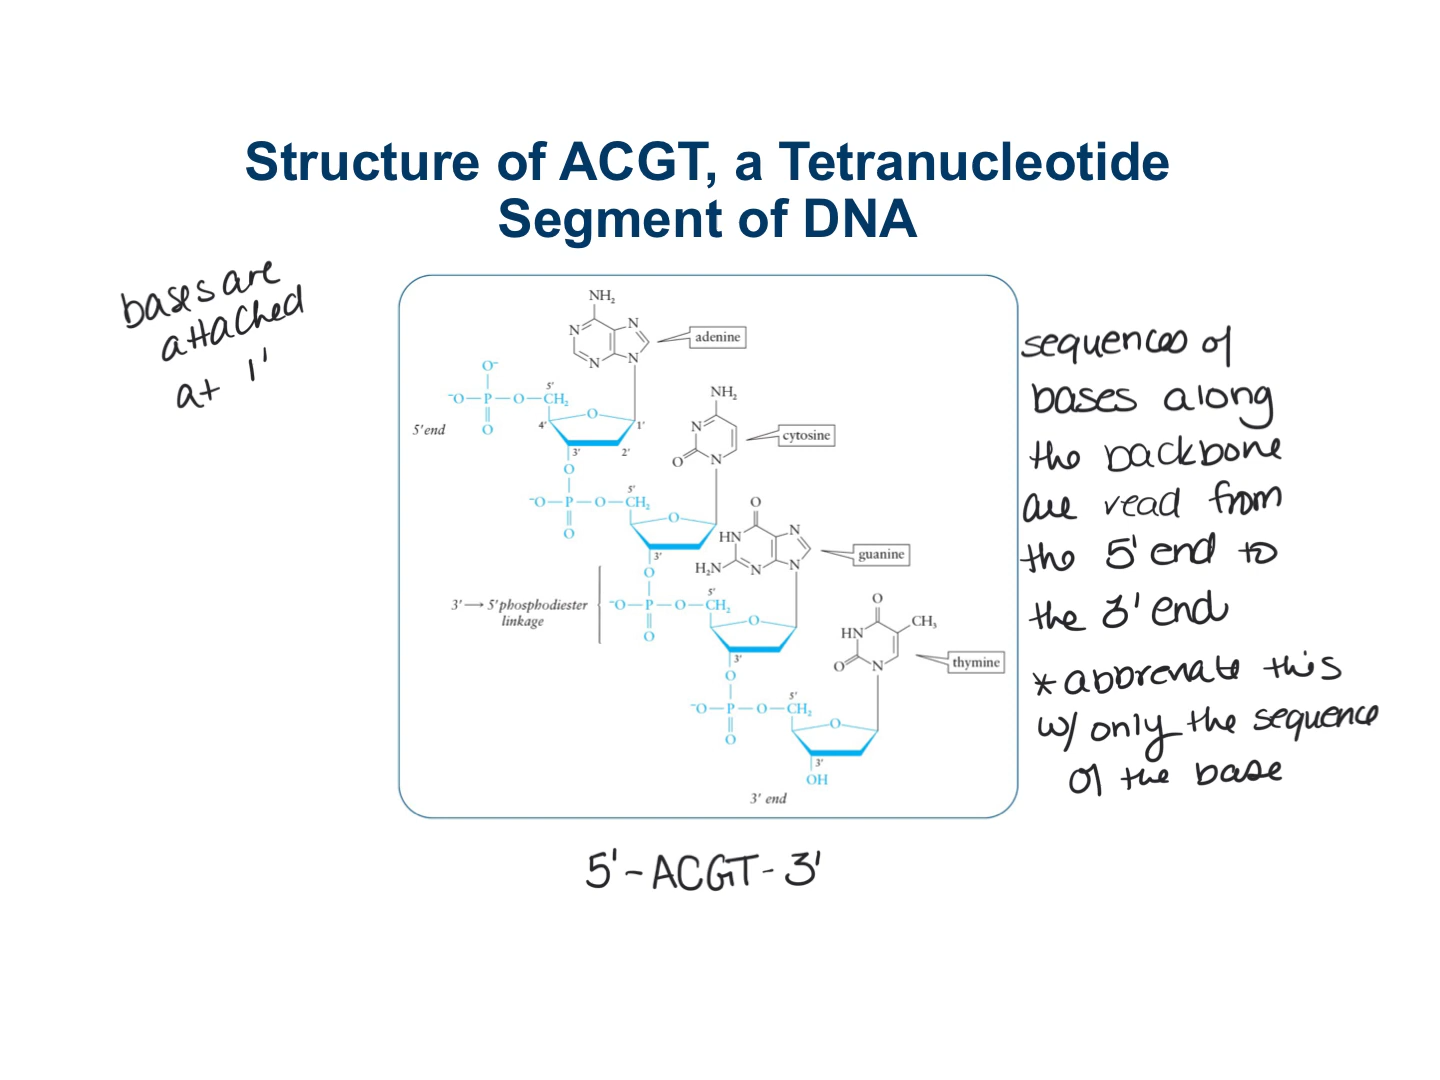 Structure of ACGT, a Tetranucleotide
Segment of DNA
bases are
attached
at 1'
NH₂
N
N
N
N
adenine
O⁻
⁻O—P—O—CH₂
O
5'
O
4'
1'
3'
2'
5' end
NH₂
N
O
N
cytosine
O
⁻O—P—O—CH₂
O
5'
O
3'
O
HN
N
H₂N
N
N
guanine
3'→5' phosphodiester
linkage
O
⁻O—P—O—CH₂
O
5'
O
3'
O
HN
CH₃
O
N
thymine
O
⁻O—P—O—CH₂
O
5'
O
3'
OH
3' end
sequences of
bases along
the backbone
are read from
the 5' end to
the 3' end
*abbrevate this
w/ only the sequence
of the base
5'-ACGT-3'